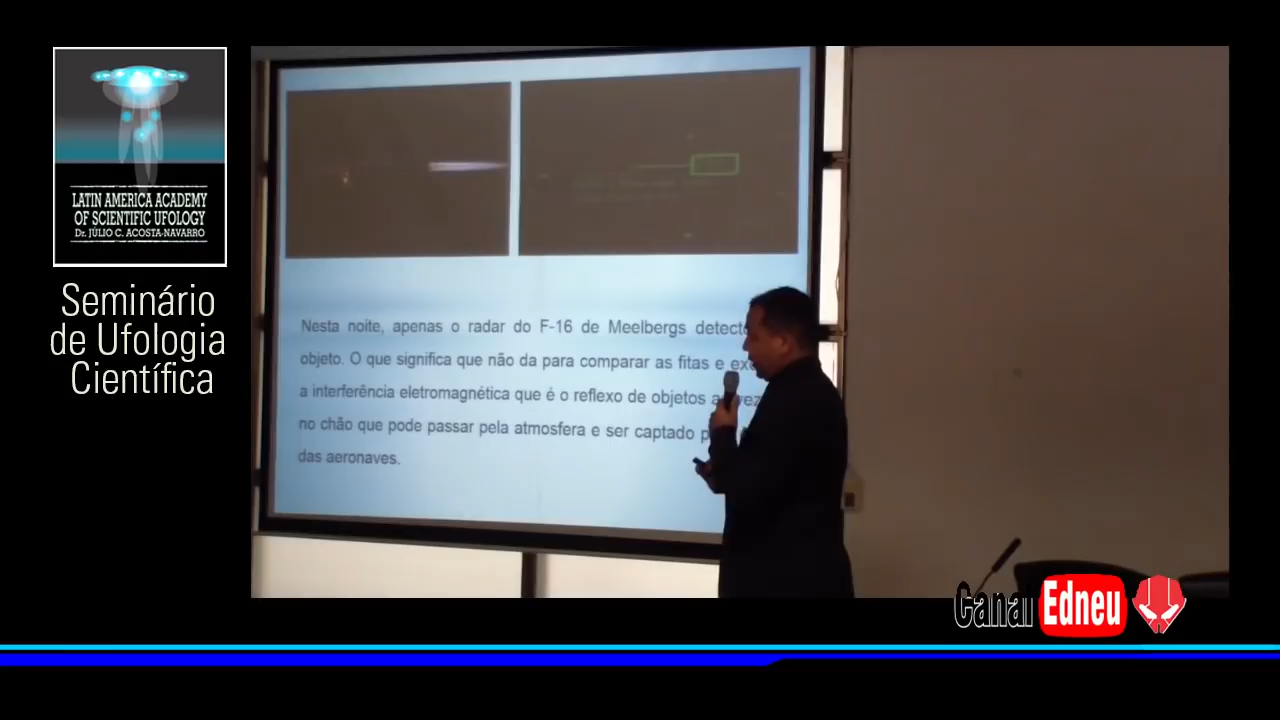 LATIN AMERICA ACADEMY
OF SCIENTIFIC UFOLOGY
Dr. JÚLIO C. ACOSTA-NAVARRO
Seminário
de Ufologia
Científica
Nesta noite, apenas o radar do F-16 de Meelbergs
objeto. O que significa que não da para comparar as fitas e
a interferência eletromagnética que é o reflexo de objetos
no chão que pode passar pela atmosfera e ser captado
das aeronaves.
Canal Edneu